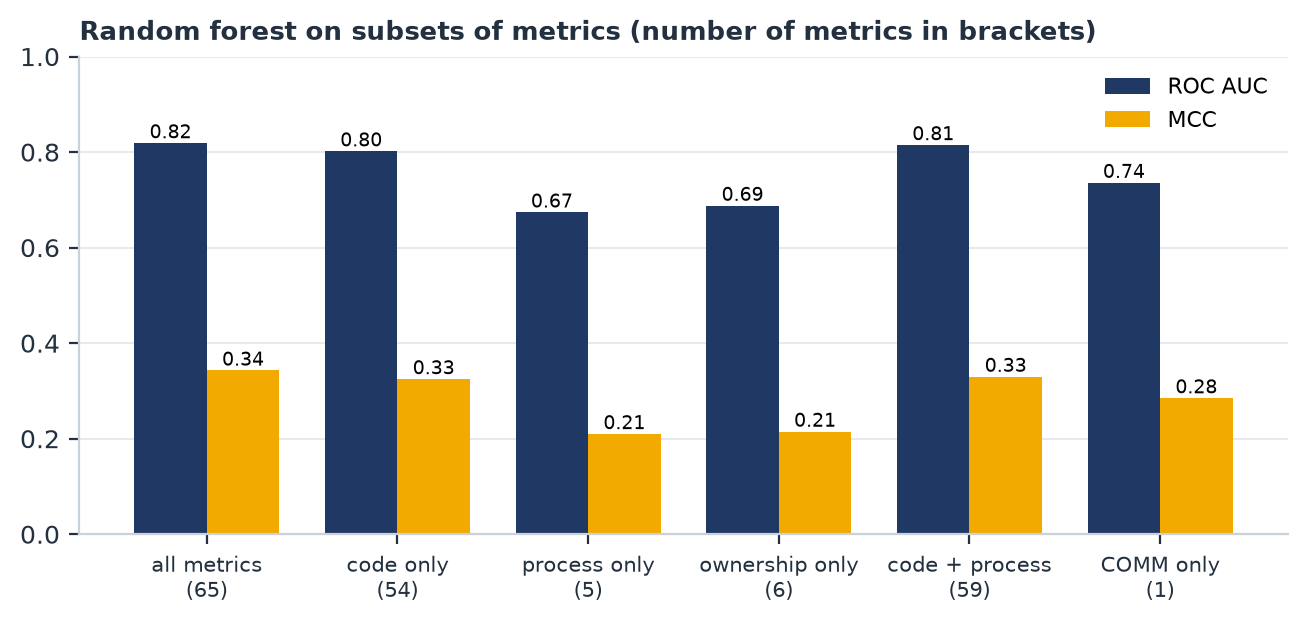 Random forest on subsets of metrics (number of metrics in brackets)
1.0
0.8
0.6
0.4
0.2
0.0
ROC AUC
MCC
0.82
0.34
0.80
0.33
0.67
0.21
0.69
0.21
0.81
0.33
0.74
0.28
all metrics
(65)
code only
(54)
process only
(5)
ownership only
(6)
code + process
(59)
COMM only
(1)